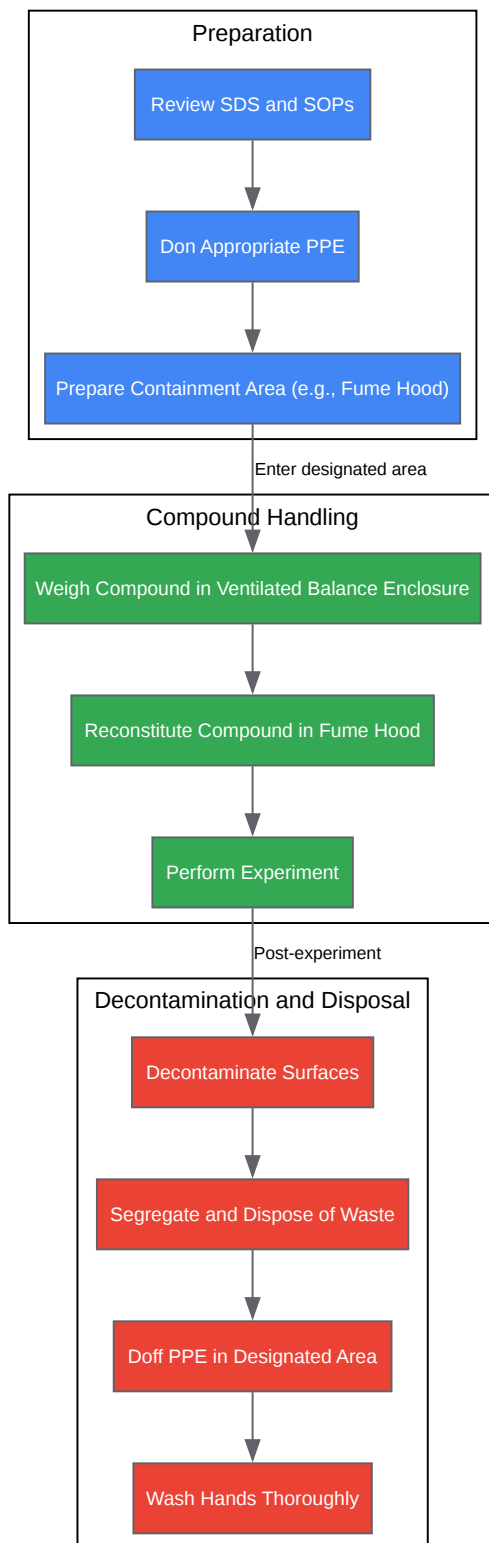 Preparation
Review SDS and SOPs
Don Appropriate PPE
Prepare Containment Area (e.g., Fume Hood)
Enter designated area
Compound Handling
Weigh Compound in Ventilated Balance Enclosure
Reconstitute Compound in Fume Hood
Perform Experiment
Post-experiment
Decontamination and Disposal
Decontaminate Surfaces
Segregate and Dispose of Waste
Doff PPE in Designated Area
Wash Hands Thoroughly